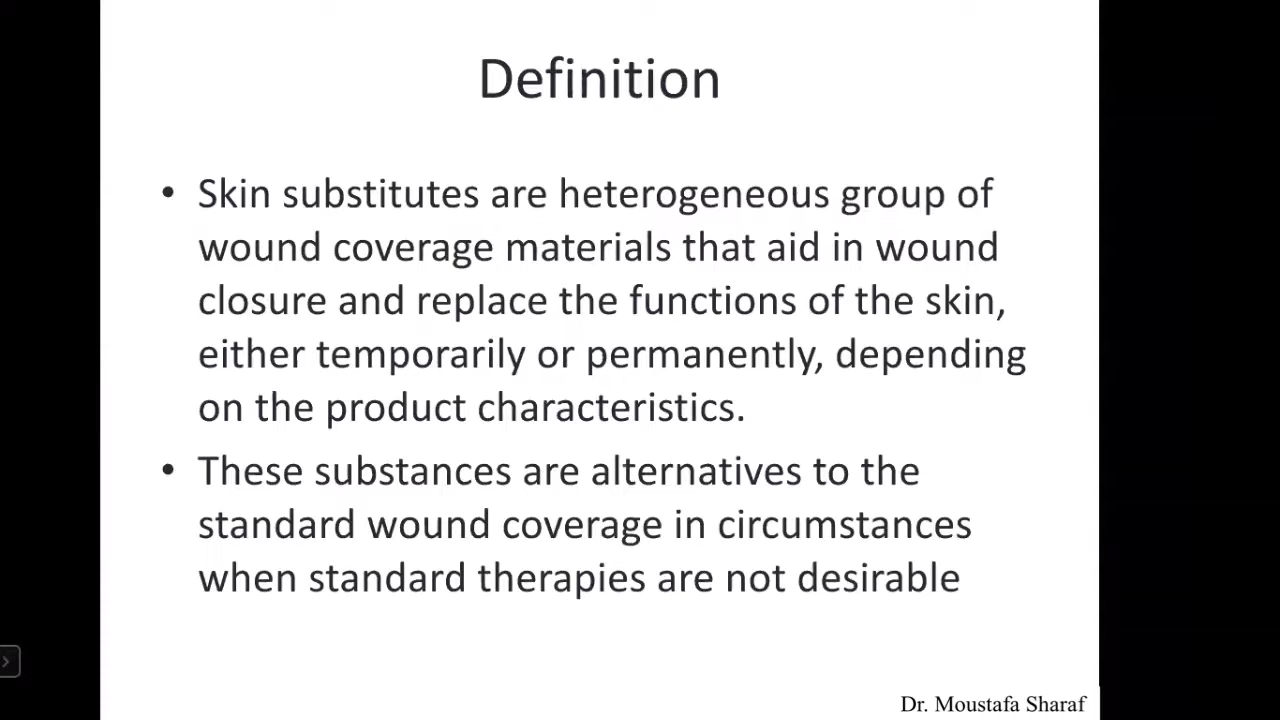 Definition
• Skin substitutes are heterogeneous group of
wound coverage materials that aid in wound
closure and replace the functions of the skin,
either temporarily or permanently, depending
on the product characteristics.
• These substances are alternatives to the
standard wound coverage in circumstances
when standard therapies are not desirable
Dr. Moustafa Sharaf